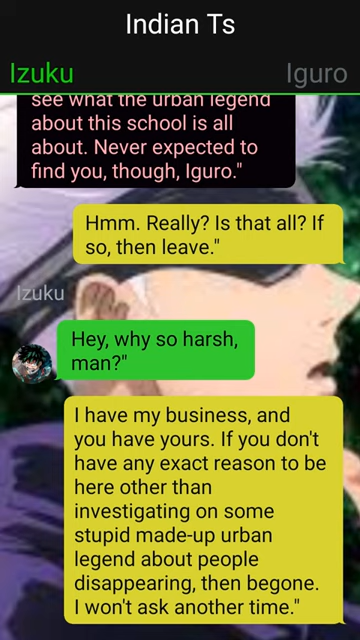 Indian Ts
Izuku
Iguro
see what the urban legend
about this school is all
about. Never expected to
find you, though, Iguro."
Hmm. Really? Is that all? If
so, then leave."
Izuku
Hey, why so harsh,
man?"
I have my business, and
you have yours. If you don't
have any exact reason to be
here other than
investigating on some
stupid made-up urban
legend about people
disappearing, then begone.
I won't ask another time."